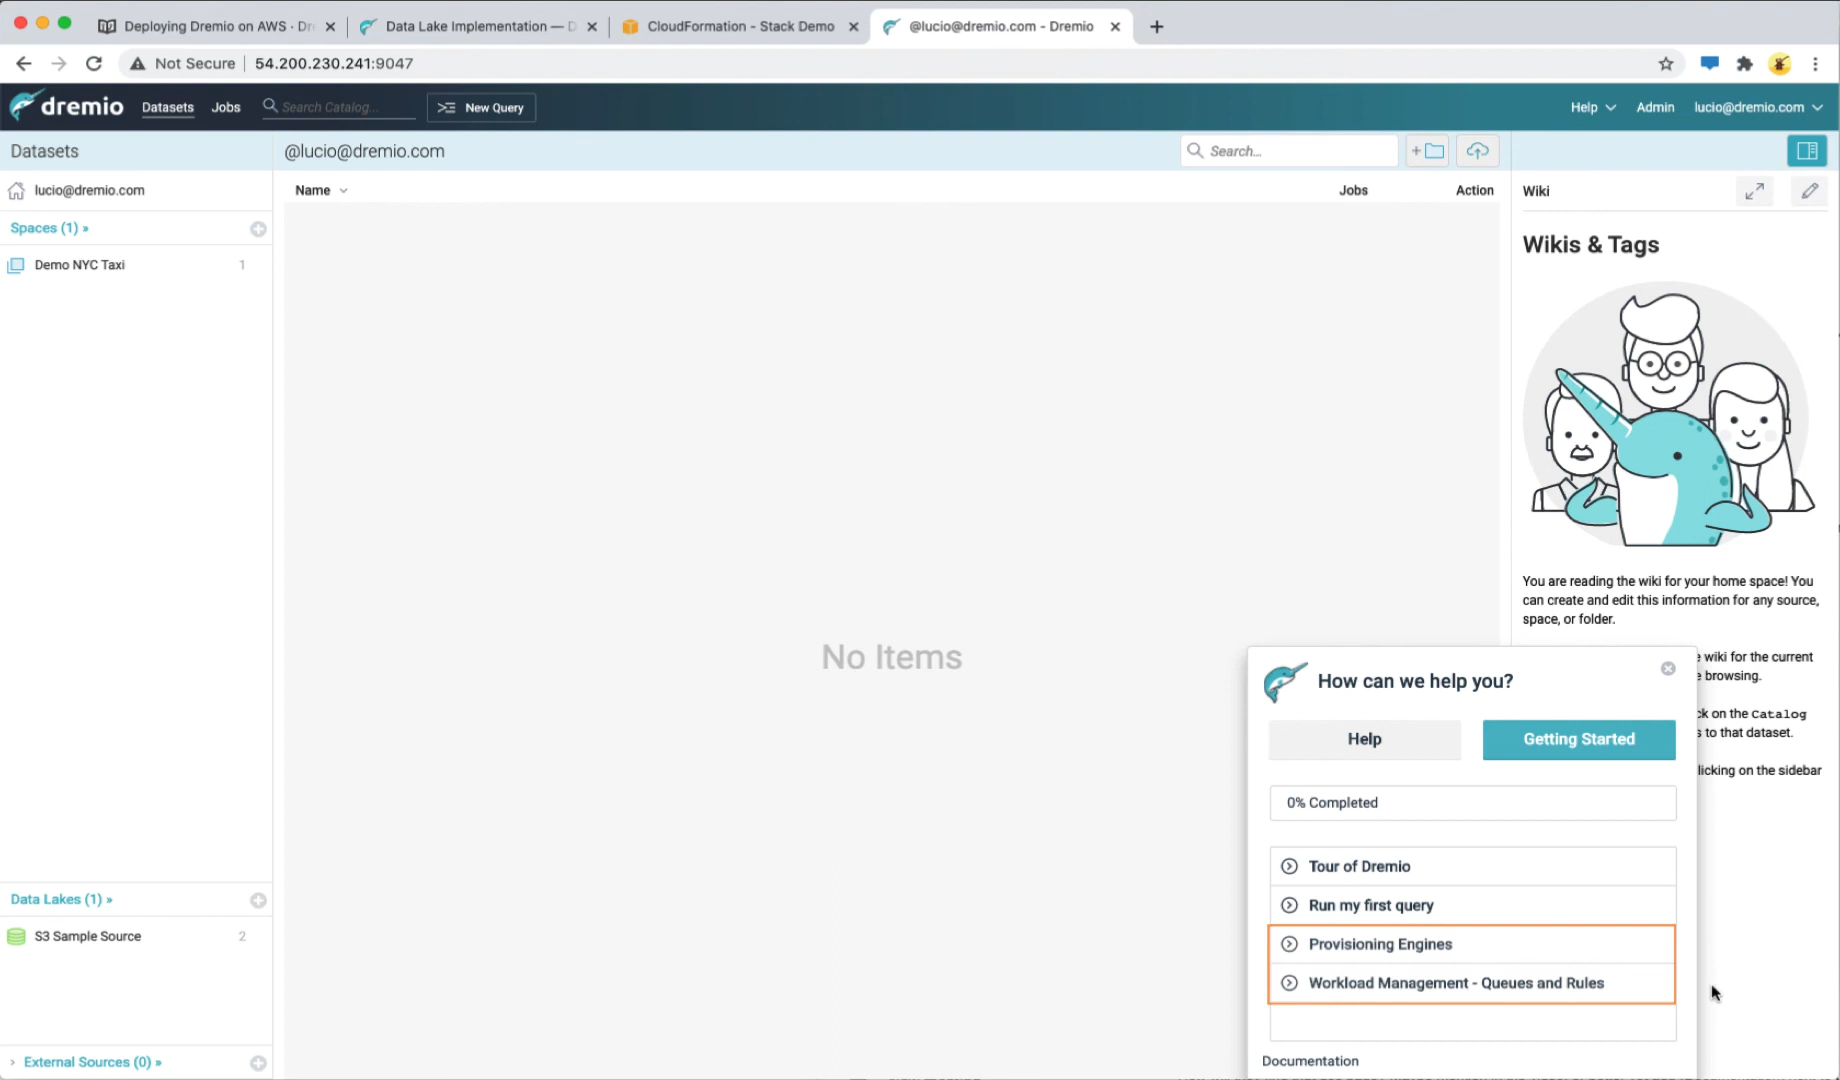 Deploying Dremio on AWS · Dr
Data Lake Implementation — D
CloudFormation - Stack Demo
@lucio@dremio.com - Dremio
Not Secure
54.200.230.241:9047
dremio
Datasets
Jobs
Search Catalog...
New Query
Help
Admin
lucio@dremio.com
Datasets
@lucio@dremio.com
Search...
lucio@dremio.com
Name
Jobs
Action
Wiki
Spaces (1) »
Wikis & Tags
Demo NYC Taxi
1
You are reading the wiki for your home space! You
can create and edit this information for any source,
space, or folder.
No Items
wiki for the current
browsing.
How can we help you?
on the Catalog
to that dataset.
Help
Getting Started
licking on the sidebar
0% Completed
Tour of Dremio
Run my first query
Provisioning Engines
Workload Management - Queues and Rules
Documentation
Data Lakes (1) »
S3 Sample Source
2
External Sources (0) »